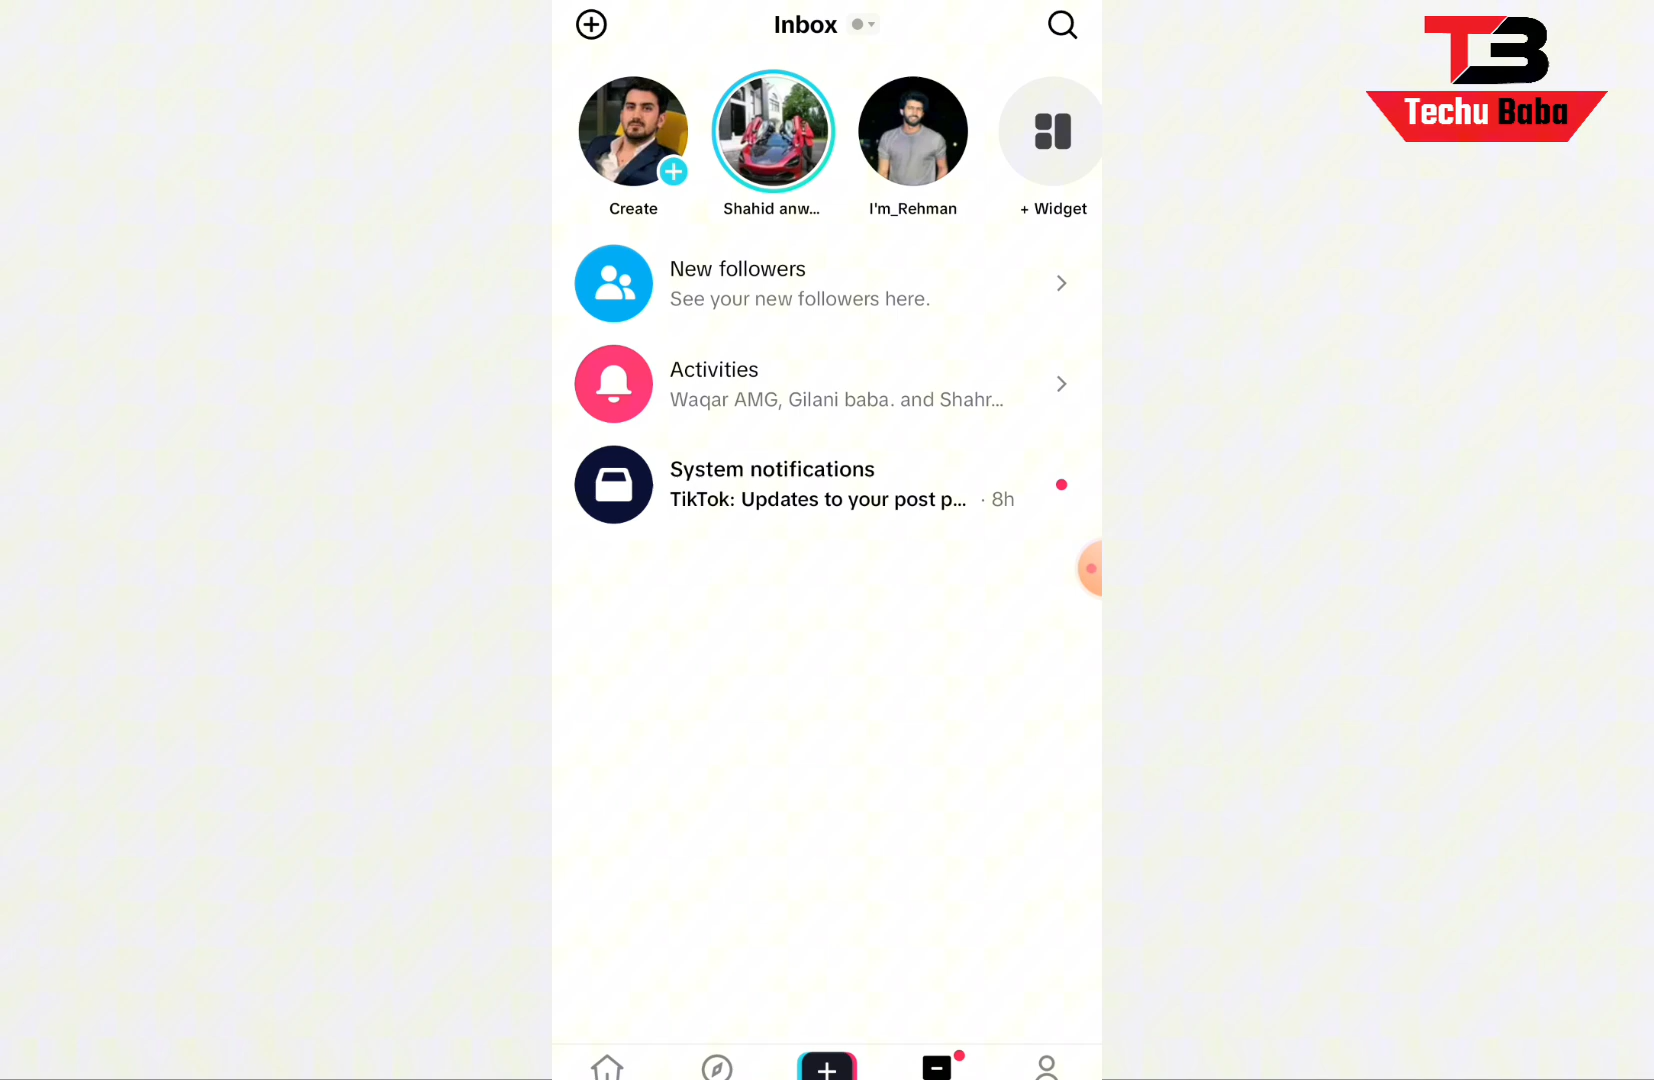 Inbox
TB
Techu Baba
Create
Shahid anw...
I'm_Rehman
+ Widget
New followers
See your new followers here.
Activities
Waqar AMG, Gilani baba. and Shahr...
System notifications
TikTok: Updates to your post p... · 8h